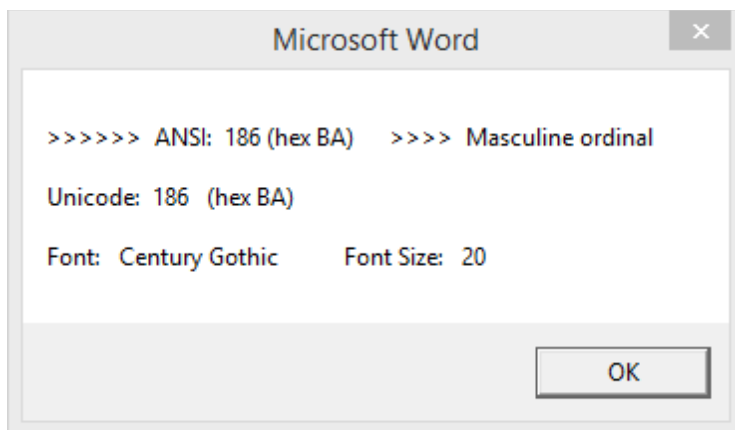 Microsoft Word
>>>>>> ANSI: 186 (hex BA) >>>> Masculine ordinal
Unicode: 186 (hex BA)
Font: Century Gothic Font Size: 20
OK